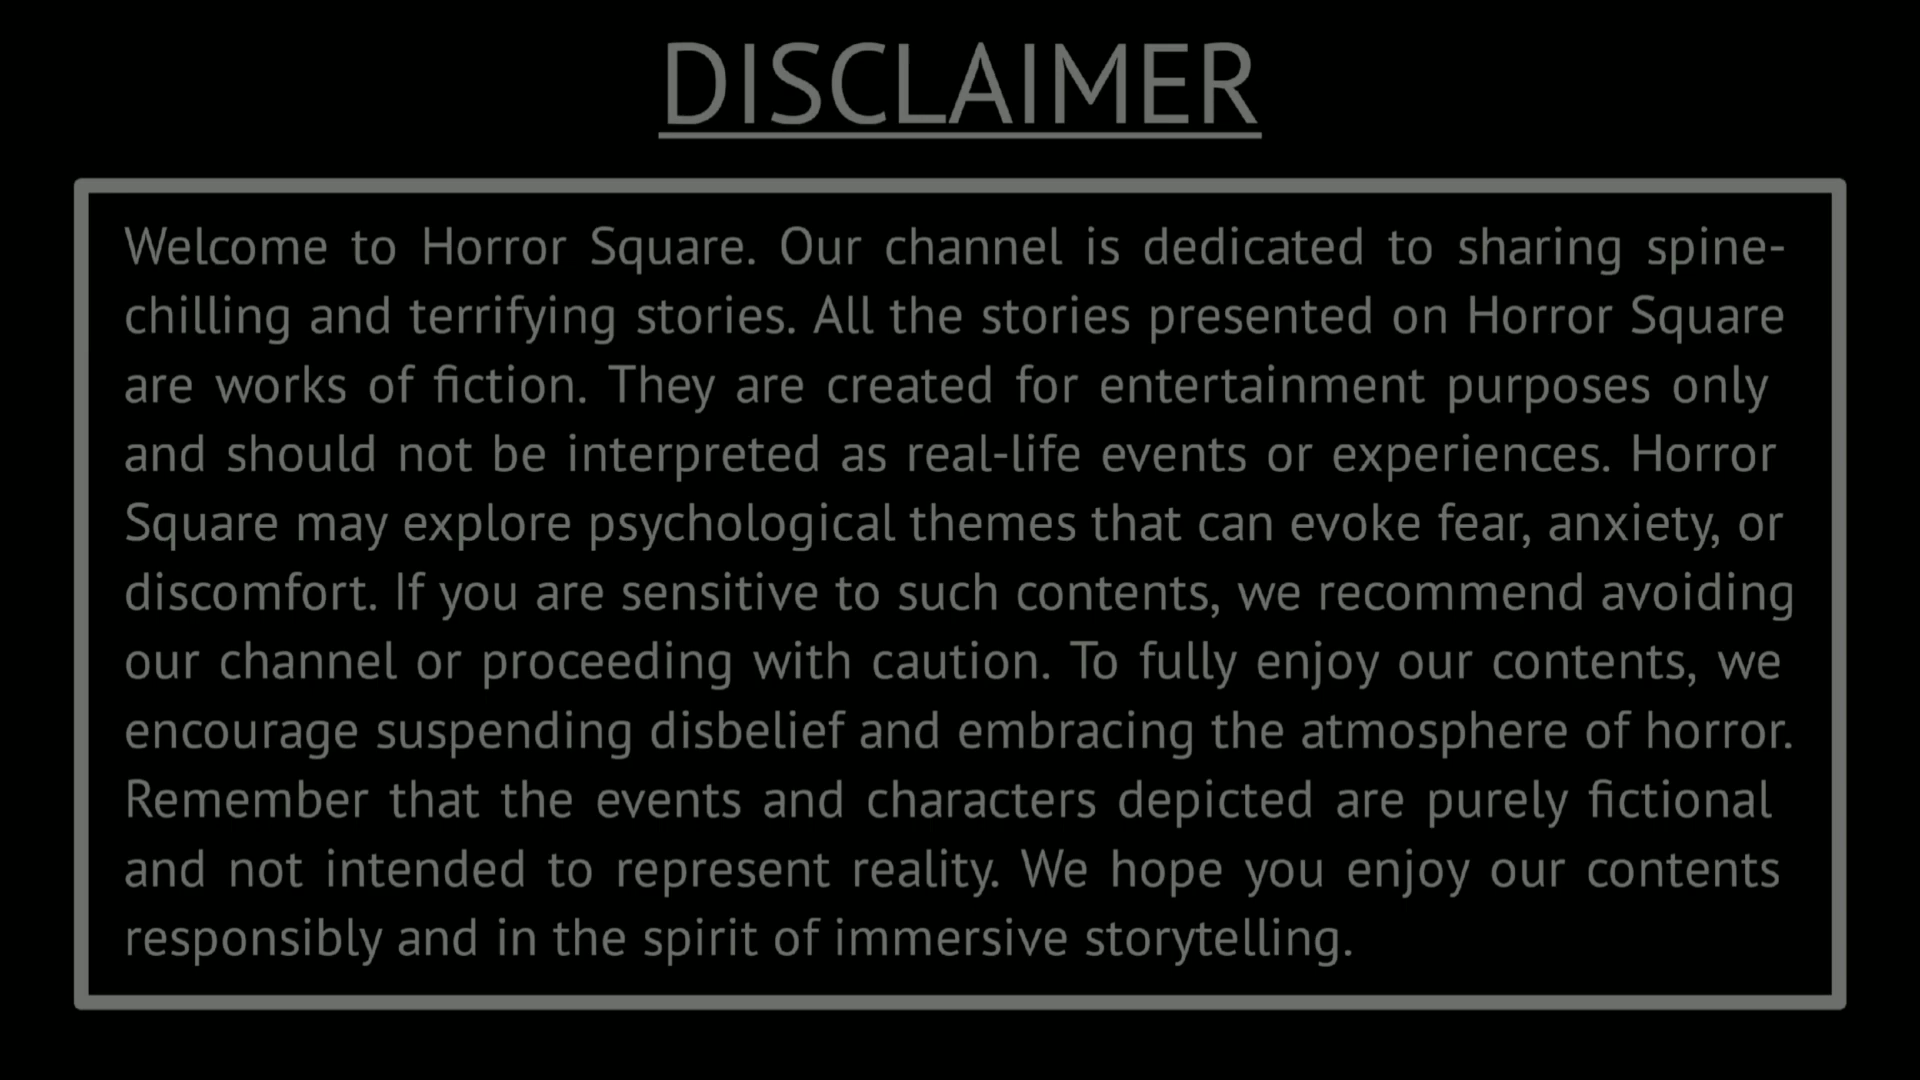 DISCLAIMER
Welcome to Horror Square. Our channel is dedicated to sharing spine-
chilling and terrifying stories. All the stories presented on Horror Square
are works of fiction. They are created for entertainment purposes only
and should not be interpreted as real-life events or experiences. Horror
Square may explore psychological themes that can evoke fear, anxiety, or
discomfort. If you are sensitive to such contents, we recommend avoiding
our channel or proceeding with caution. To fully enjoy our contents, we
encourage suspending disbelief and embracing the atmosphere of horror.
Remember that the events and characters depicted are purely fictional
and not intended to represent reality. We hope you enjoy our contents
responsibly and in the spirit of immersive storytelling.